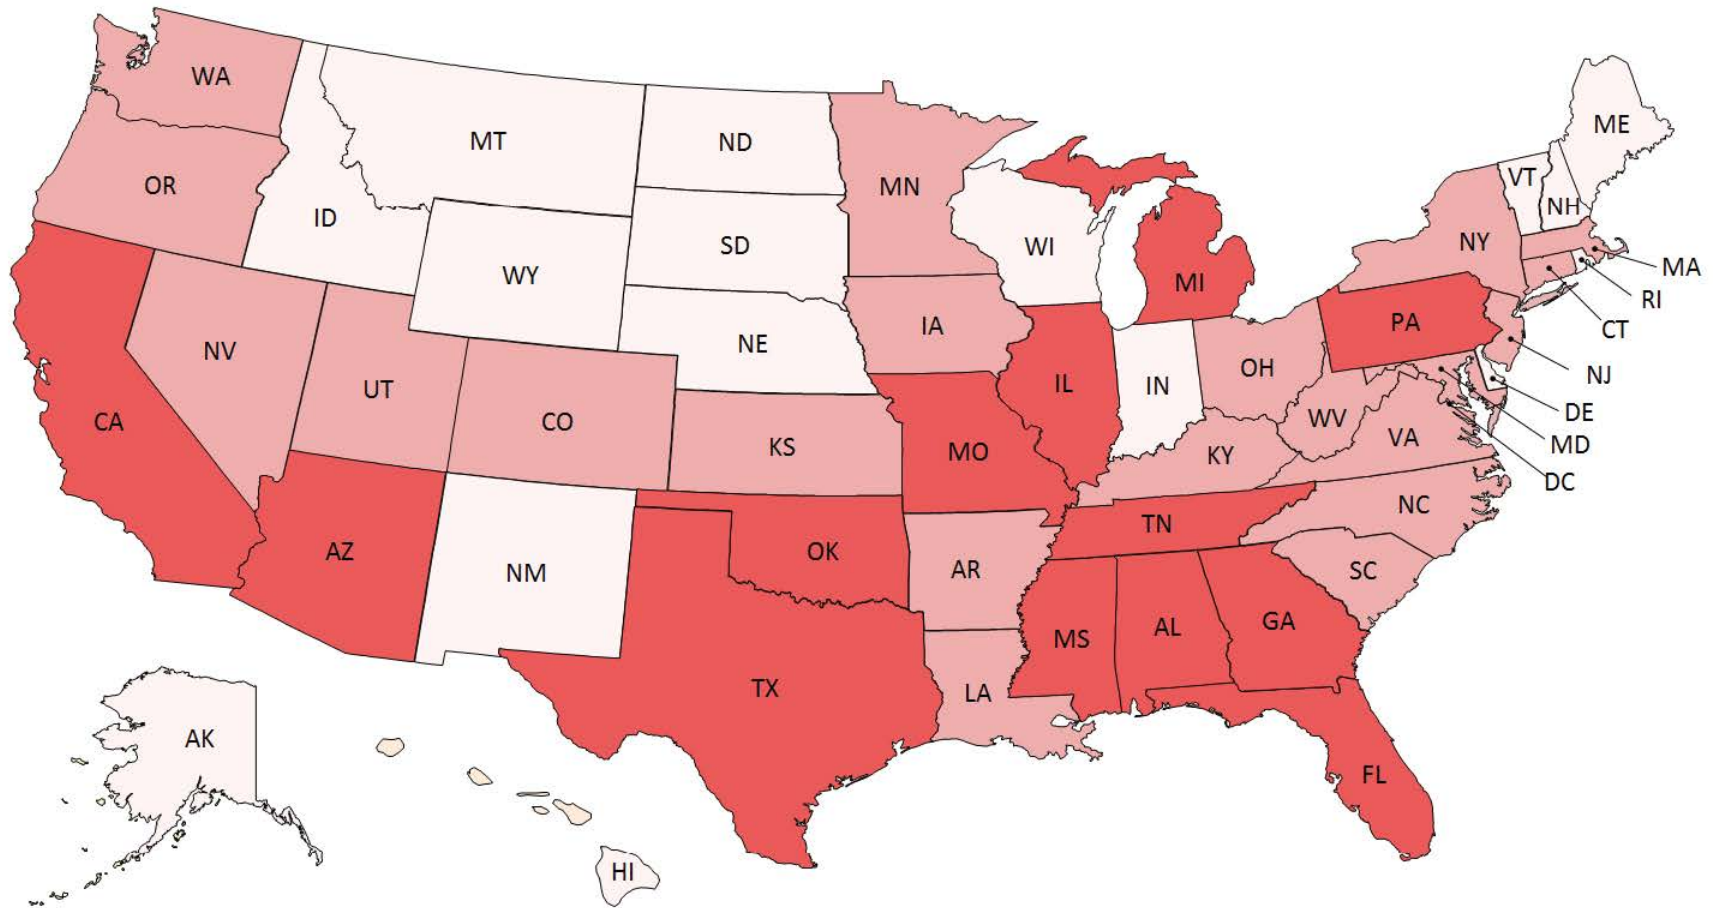 WA
MT
ND
MN
ME
VT
NH
OR
ID
SD
WI
NY
MA
WY
MI
RI
IA
PA
CT
NV
NE
OH
NJ
UT
IL
IN
DE
CA
CO
WV
VA
MD
KS
MO
KY
DC
NC
TN
AZ
OK
NM
AR
SC
GA
AL
MS
TX
LA
AK
FL
HI